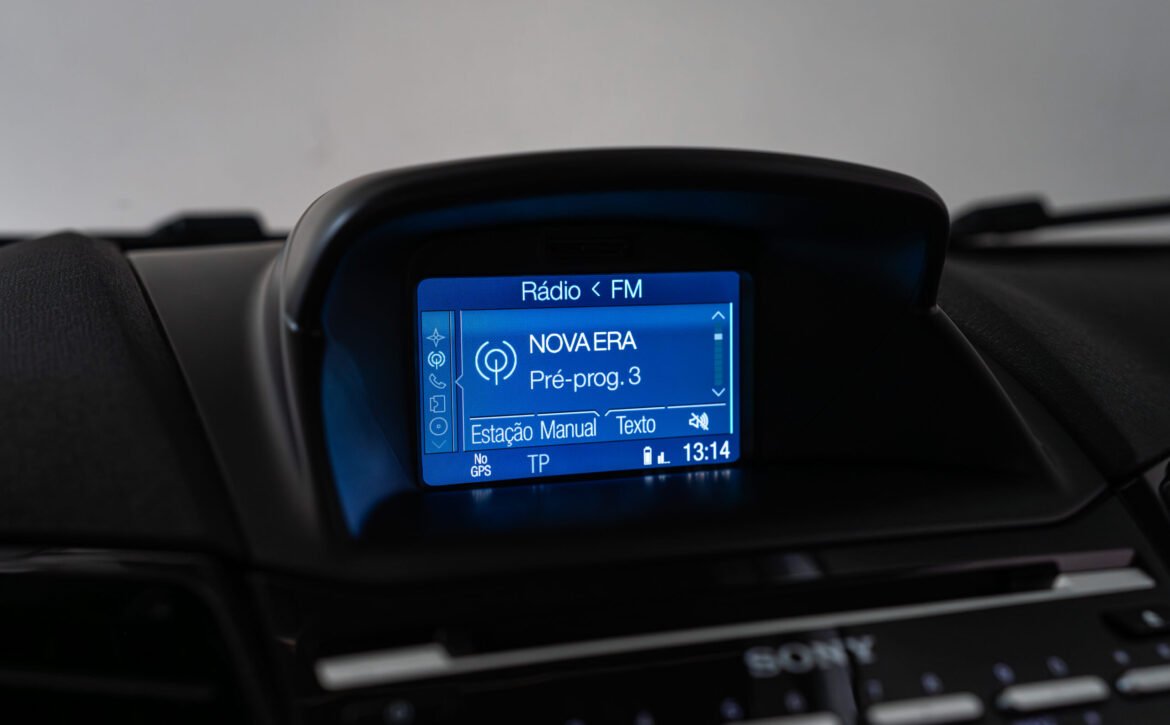 Rádio < FM
NOVA ERA
Pré-prog. 3
Estação Manual Texto
No GPS TP 13:14
SONY